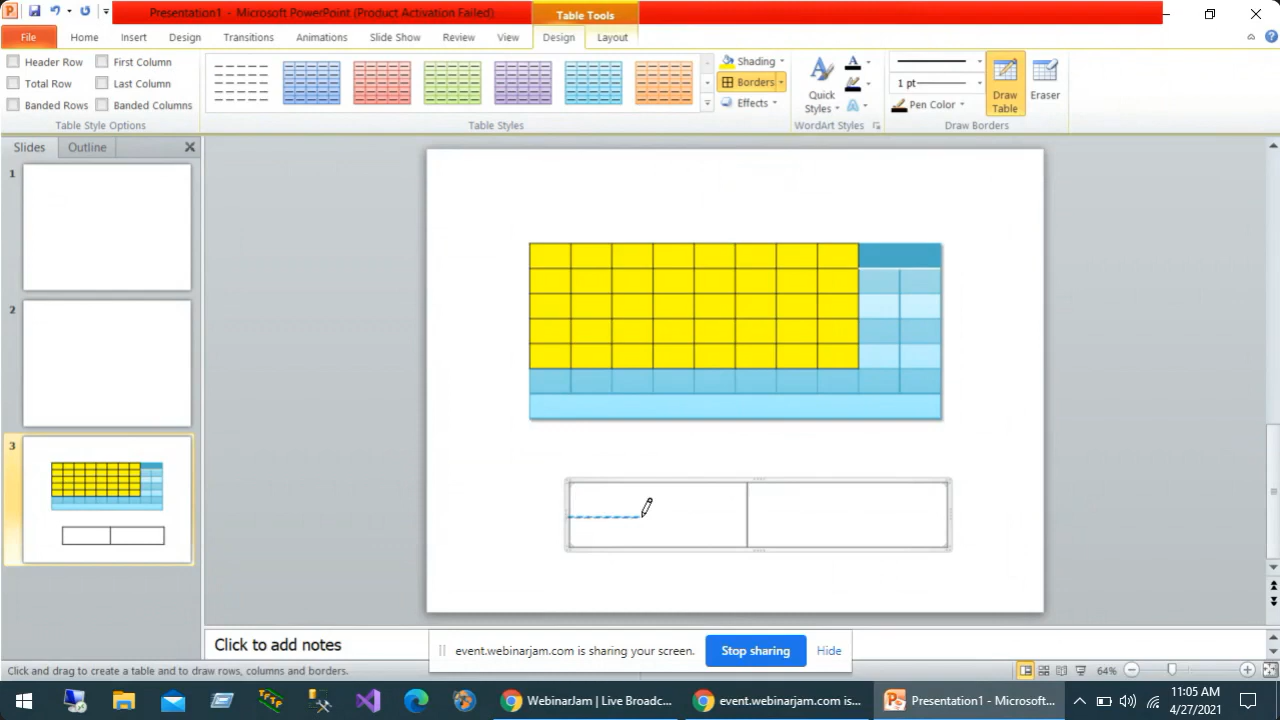 Presentation1 - Microsoft PowerPoint (Product Activation Failed)
Table Tools
File
Home
Insert
Design
Transitions
Animations
Slide Show
Review
View
Design
Layout
Header Row
First Column
Total Row
Last Column
Banded Rows
Banded Columns
Table Style Options
Table Styles
Shading
Borders
Effects
Quick
Styles
WordArt Styles
1 pt
Pen Color
Draw
Table
Eraser
Draw Borders
Slides
Outline
1
2
3
Click to add notes
event.webinarjam.com is sharing your screen.
Stop sharing
Hide
Click and drag to create a table and to draw rows, columns and borders.
64%
WebinarJam | Live Broadc...
event.webinarjam.com is...
Presentation1 - Microsoft...
11:05 AM
4/27/2021